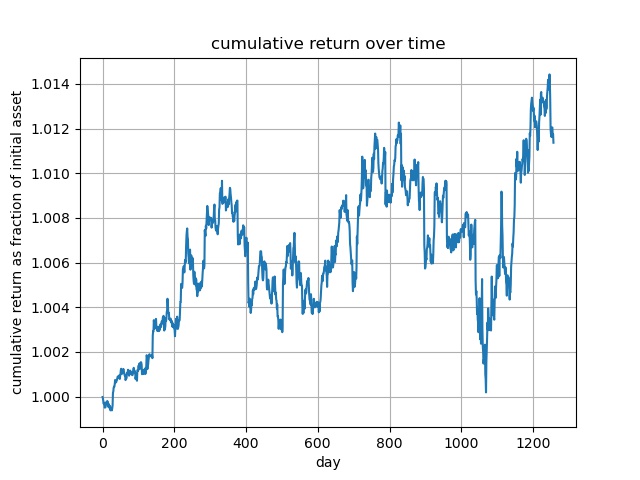 cumulative return over time
cumulative return as fraction of initial asset
1.014
1.012
1.010
1.008
1.006
1.004
1.002
1.000
0 200 400 600 800 1000 1200
day